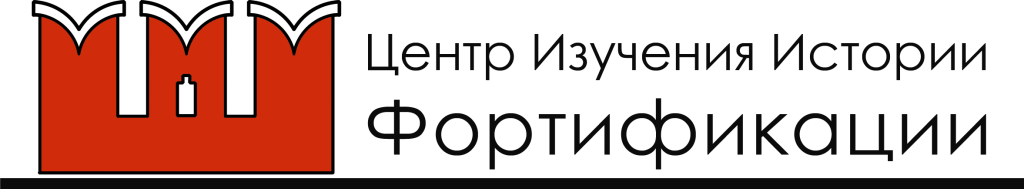 Центр Изучения Истории
Фортификации